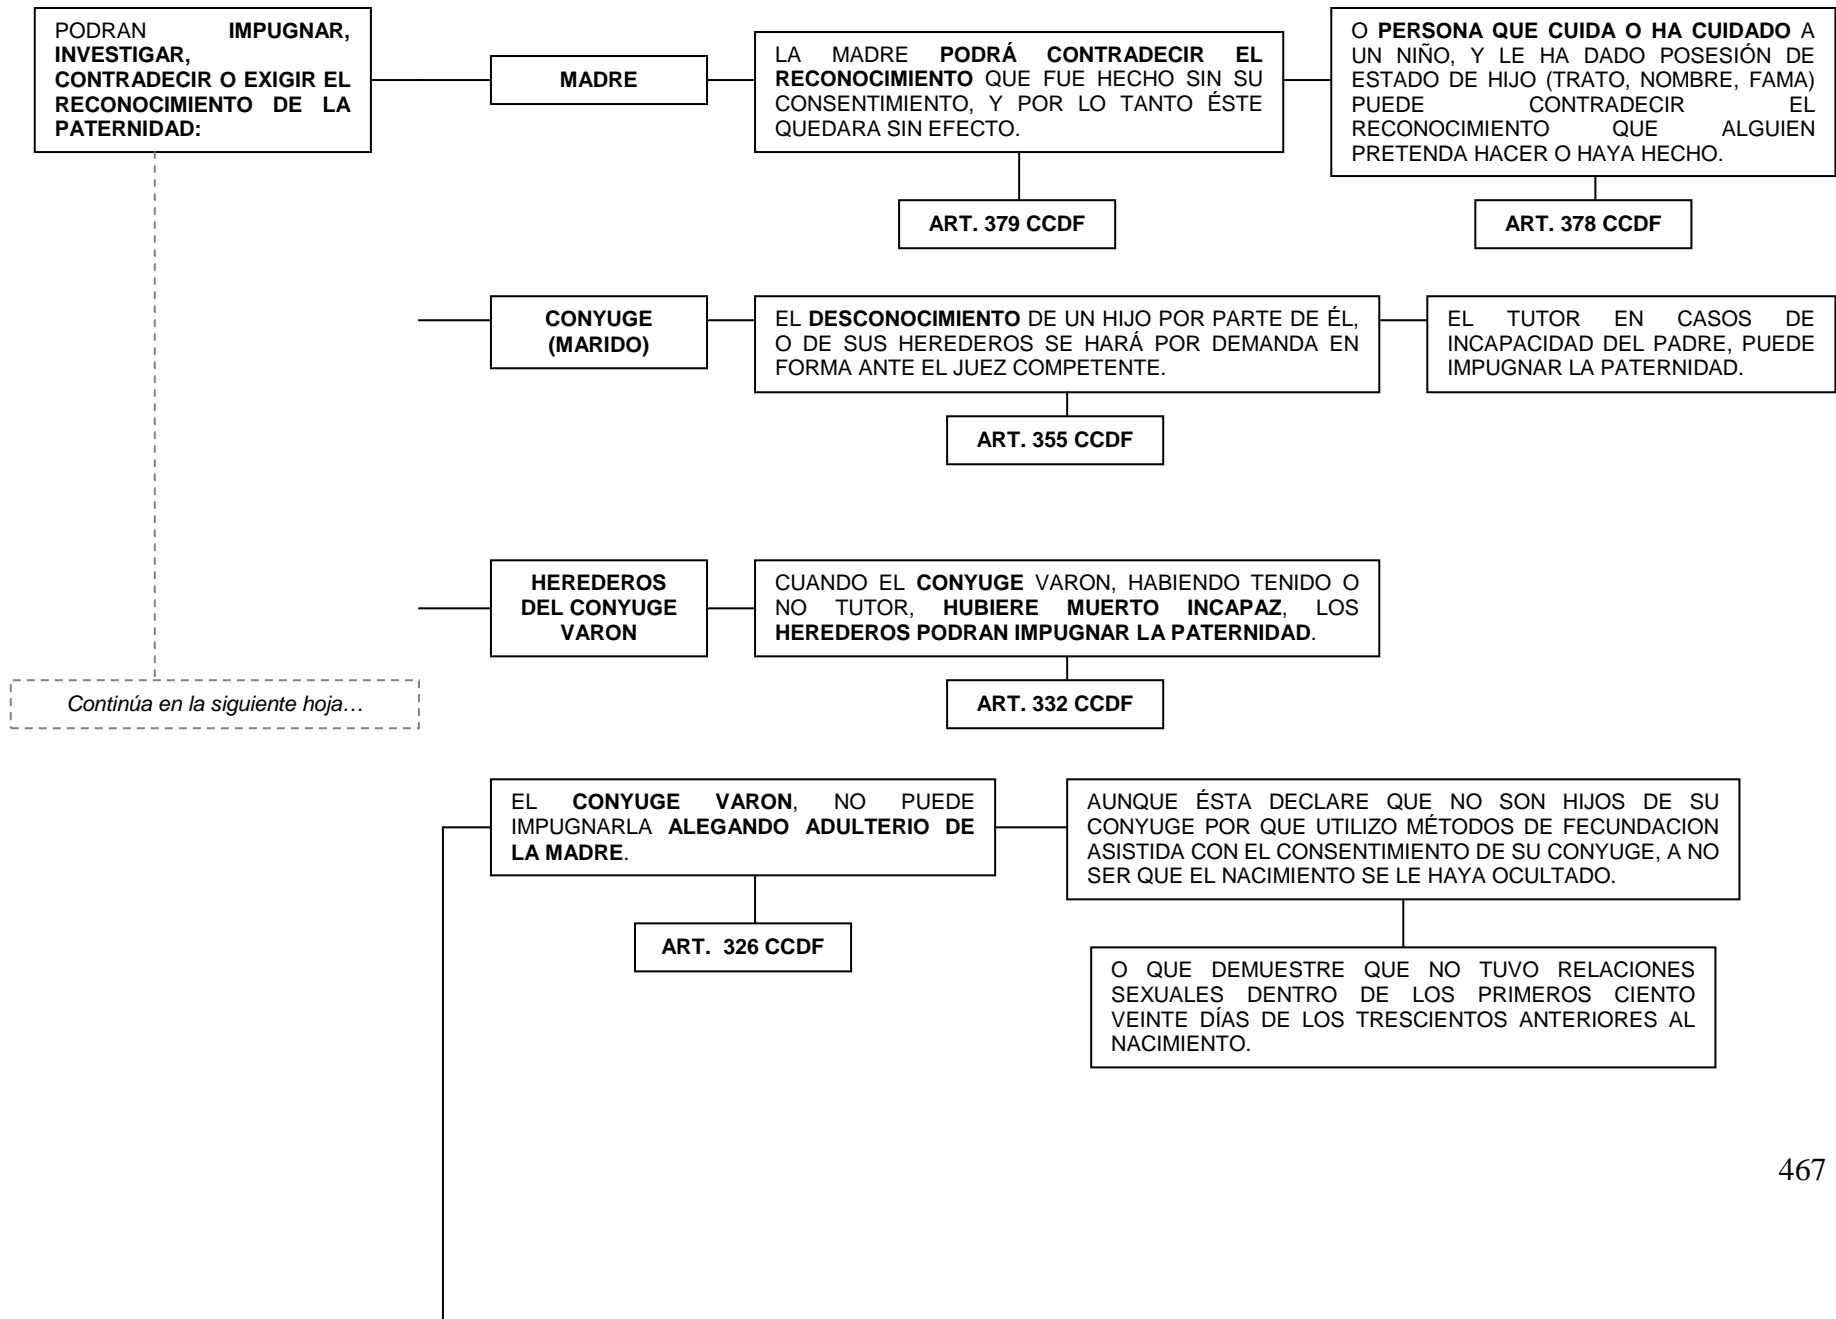 PODRAN IMPUGNAR,
INVESTIGAR,
CONTRADECIR O EXIGIR EL
RECONOCIMIENTO DE LA
PATERNIDAD:
MADRE
LA MADRE PODRÁ CONTRADECIR EL
RECONOCIMIENTO QUE FUE HECHO SIN SU
CONSENTIMIENTO, Y POR LO TANTO ÉSTE
QUEDARA SIN EFECTO.
O PERSONA QUE CUIDA O HA CUIDADO A
UN NIÑO, Y LE HA DADO POSESIÓN DE
ESTADO DE HIJO (TRATO, NOMBRE, FAMA)
PUEDE CONTRADECIR EL
RECONOCIMIENTO QUE ALGUIEN
PRETENDA HACER O HAYA HECHO.
ART. 379 CCDF
ART. 378 CCDF
CONYUGE
(MARIDO)
EL DESCONOCIMIENTO DE UN HIJO POR PARTE DE ÉL,
O DE SUS HEREDEROS SE HARÁ POR DEMANDA EN
FORMA ANTE EL JUEZ COMPETENTE.
EL TUTOR EN CASOS DE
INCAPACIDAD DEL PADRE, PUEDE
IMPUGNAR LA PATERNIDAD.
ART. 355 CCDF
HEREDEROS
DEL CONYUGE
VARON
CUANDO EL CONYUGE VARON, HABIENDO TENIDO O
NO TUTOR, HUBIERE MUERTO INCAPAZ, LOS
HEREDEROS PODRAN IMPUGNAR LA PATERNIDAD.
Continúa en la siguiente hoja…
ART. 332 CCDF
EL CONYUGE VARON, NO PUEDE
IMPUGNARLA ALEGANDO ADULTERIO DE
LA MADRE.
AUNQUE ÉSTA DECLARE QUE NO SON HIJOS DE SU
CONYUGE POR QUE UTILIZO MÉTODOS DE FECUNDACION
ASISTIDA CON EL CONSENTIMIENTO DE SU CONYUGE, A NO
SER QUE EL NACIMIENTO SE LE HAYA OCULTADO.
ART. 326 CCDF
O QUE DEMUESTRE QUE NO TUVO RELACIONES
SEXUALES DENTRO DE LOS PRIMEROS CIENTO
VEINTE DÍAS DE LOS TRESCIENTOS ANTERIORES AL
NACIMIENTO.
467